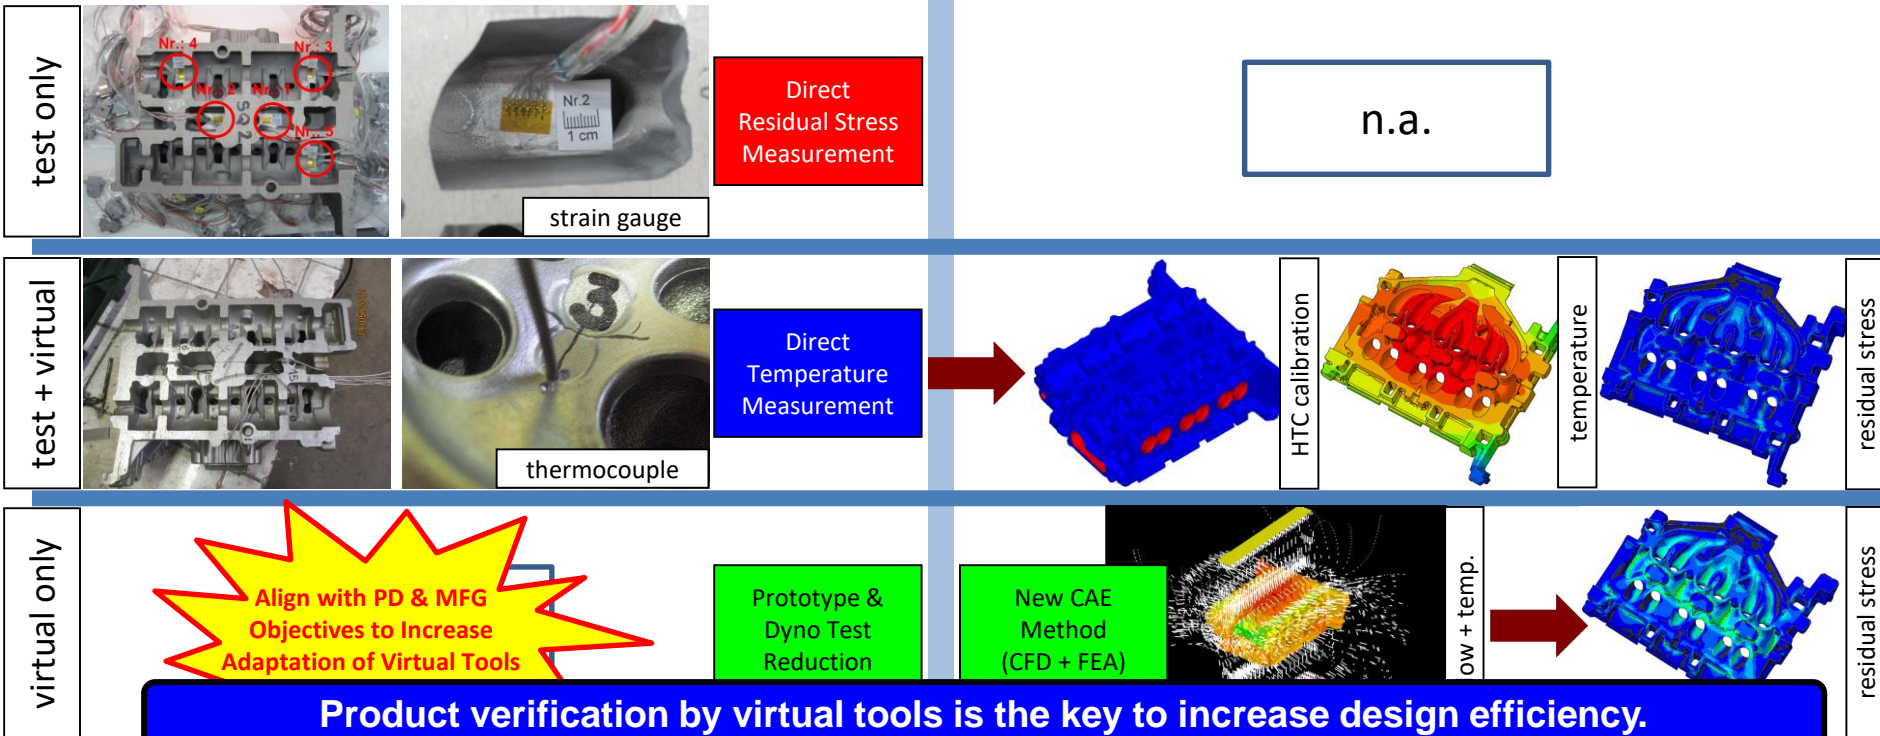 test only
Nr.: 4
Nr.: 3
Nr.: 2
Nr.: 1
Nr.: 5
SQ 2
Nr.2
1 cm
strain gauge
Direct
Residual Stress
Measurement
n.a.
test + virtual
thermocouple
Direct
Temperature
Measurement
HTC calibration
temperature
residual stress
virtual only
Align with PD & MFG
Objectives to Increase
Adaptation of Virtual Tools
Prototype &
Dyno Test
Reduction
New CAE
Method
(CFD + FEA)
ow + temp.
residual stress
Product verification by virtual tools is the key to increase design efficiency.